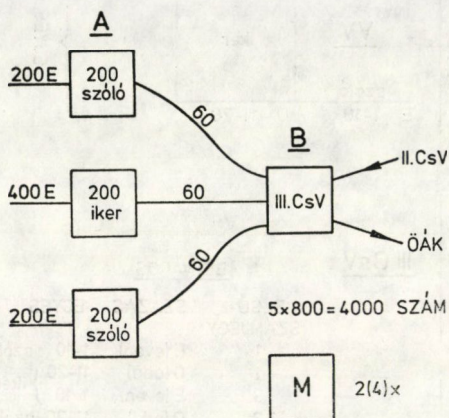 A
200E
200
szóló
60
B
II.CsV
400E
200
iker
60
III.CsV
ÖÁK
60
200E
200
szóló
5×800=4000 SZÁM
M
2(4)×